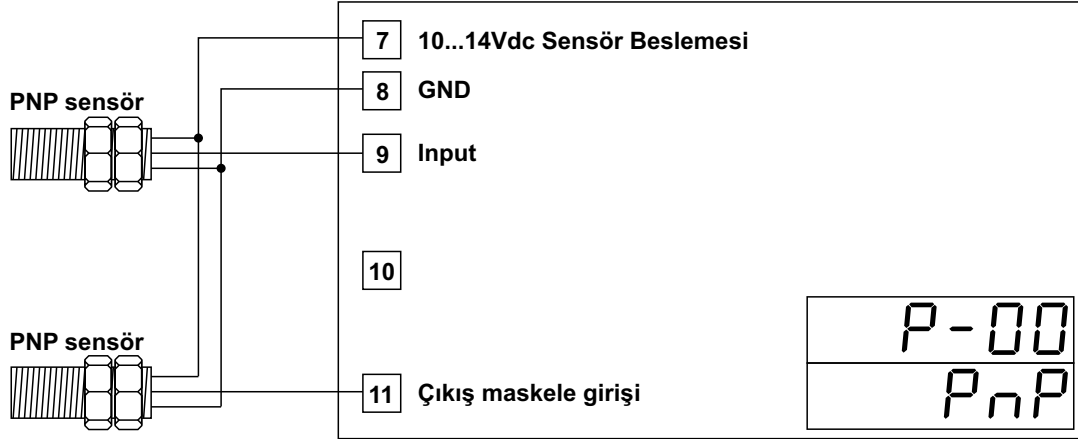 7 10...14Vdc Sensör Beslemesi
8 GND
PNP sensör
9 Input
10
P-00
PNP sensör
PnP
11 Çıkış maskele girişi